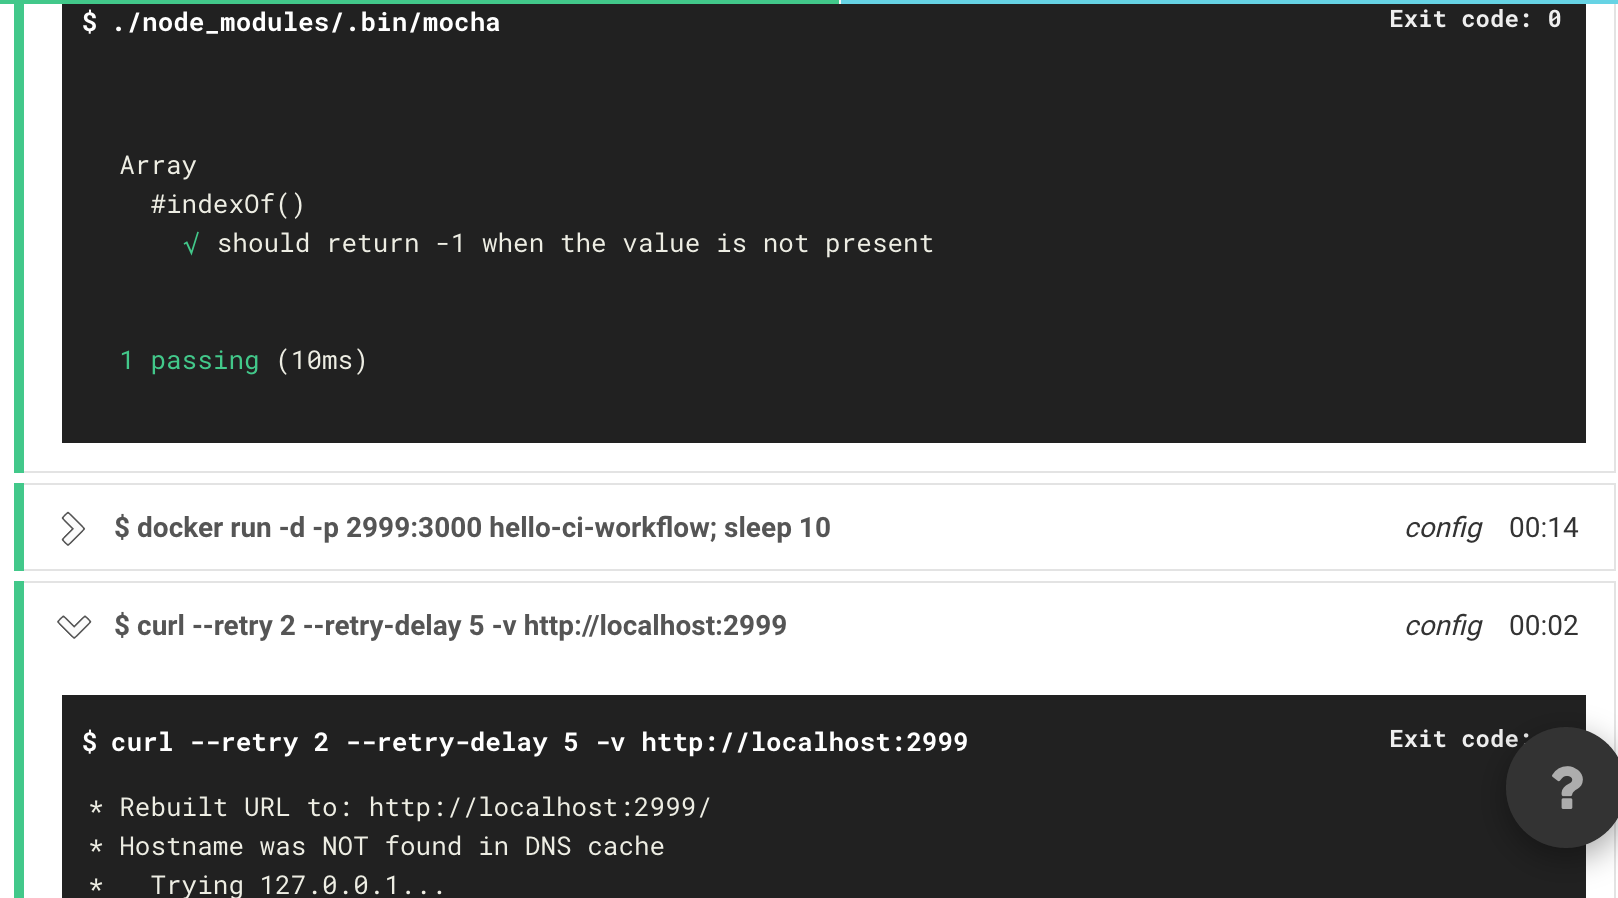 $ ./node_modules/.bin/mocha Exit code: 0
Array
#indexOf()
√ should return -1 when the value is not present
1 passing (10ms)
$ docker run -d -p 2999:3000 hello-ci-workflow; sleep 10 config 00:14
$ curl --retry 2 --retry-delay 5 -v http://localhost:2999 config 00:02
$ curl --retry 2 --retry-delay 5 -v http://localhost:2999 Exit code:
* Rebuilt URL to: http://localhost:2999/
* Hostname was NOT found in DNS cache
* Trying 127.0.0.1...
?